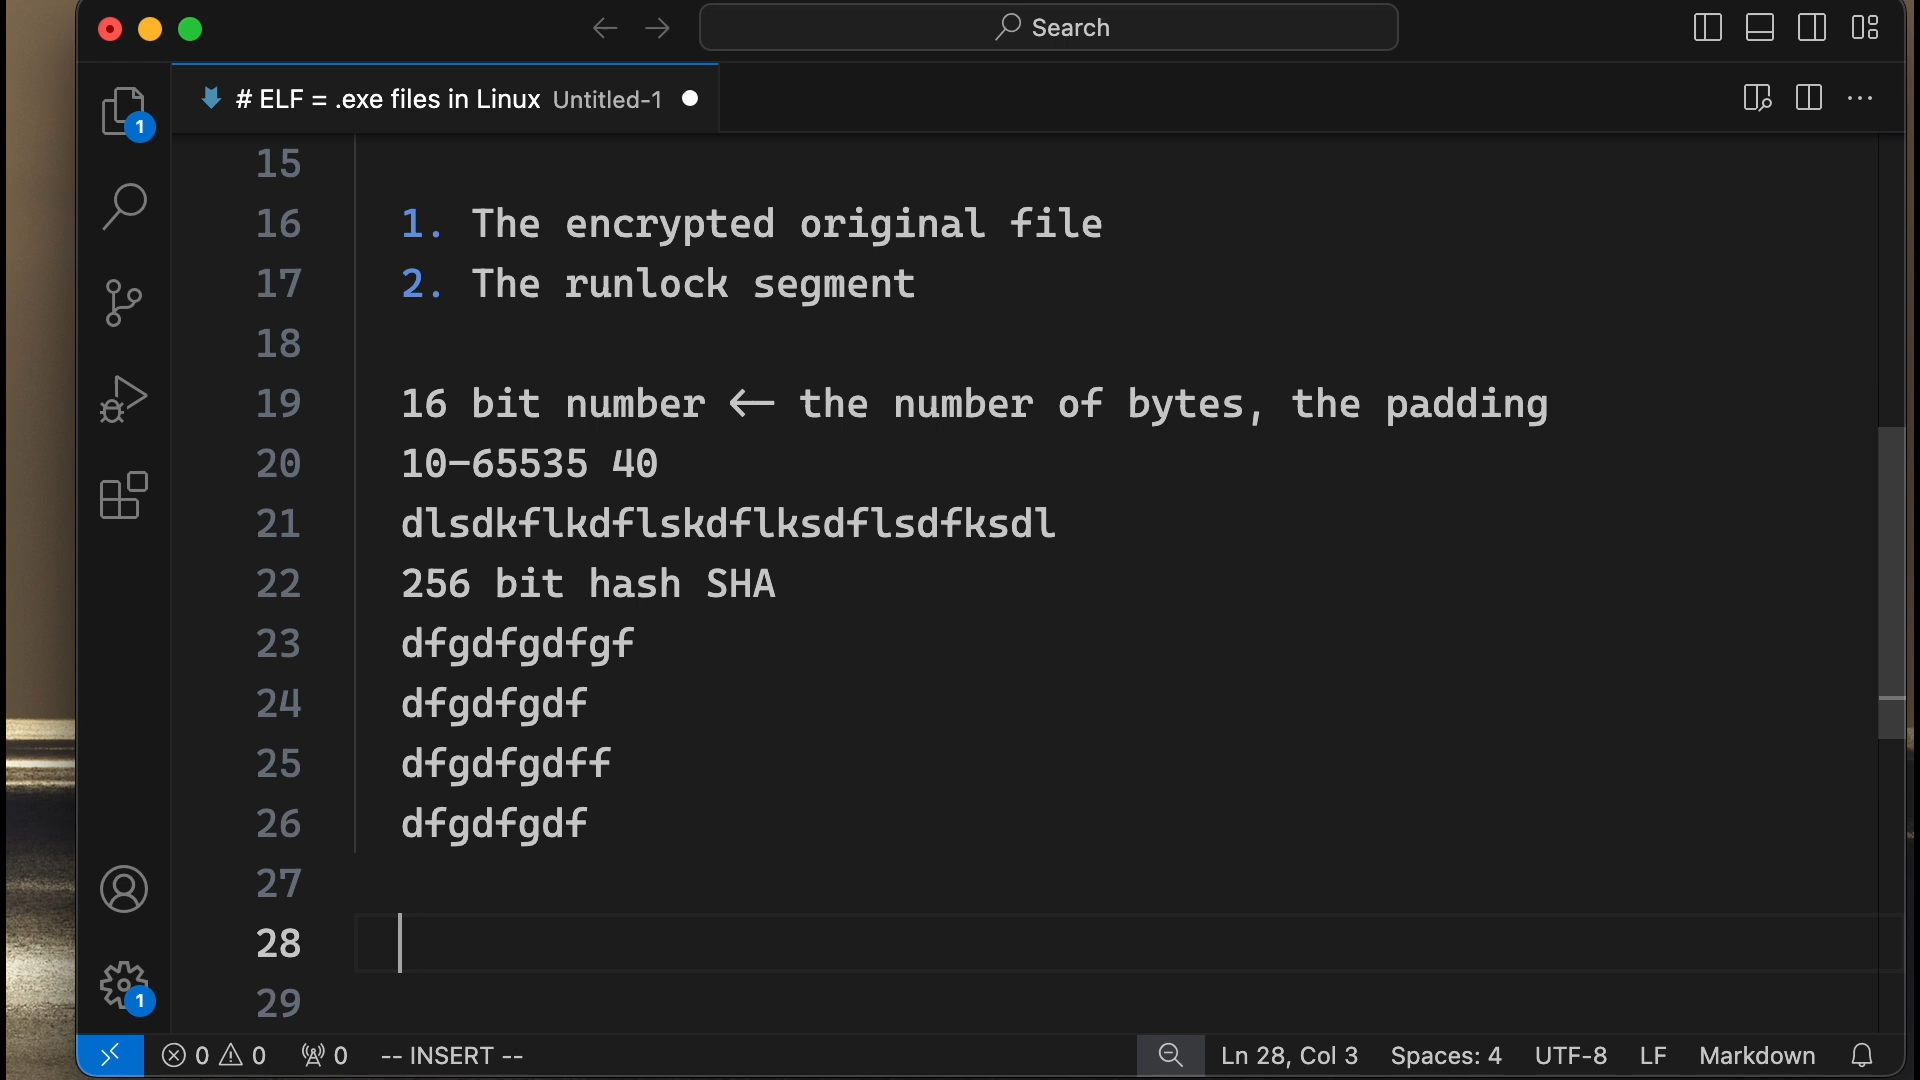 Search
# ELF = .exe files in Linux Untitled-1
1
15
16 1. The encrypted original file
17 2. The runlock segment
18
19 16 bit number <— the number of bytes, the padding
20 10-65535 40
21 dlsdkflkdflskdflksdflsdfksdl
22 256 bit hash SHA
23 dfgdfgdfgf
24 dfgdfgdf
25 dfgdfgdff
26 dfgdfgdf
27
28
29
1
0 0 0 -- INSERT -- Ln 28, Col 3 Spaces: 4 UTF-8 LF Markdown